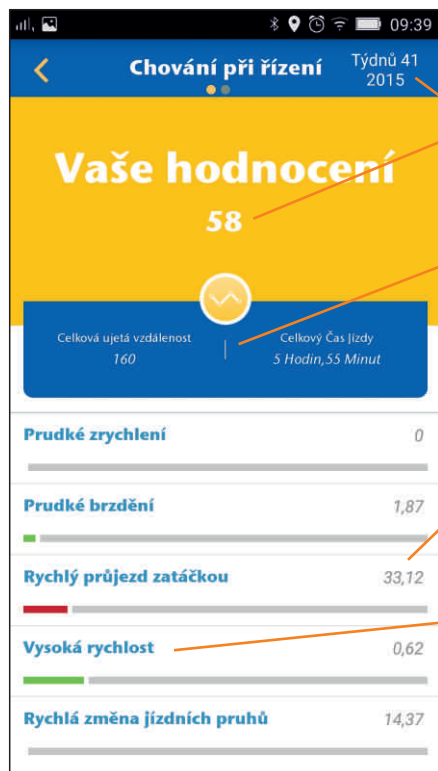 09:39
Chování při řízení
Týdnů 41
2015
Vaše hodnocení
58
Celková ujetá vzdálenost
160
Celkový Čas Jízdy
5 Hodin,55 Minut
Prudké zrychlení 0
Prudké brzdění 1,87
Rychlý průjezd zatáčkou 33,12
Vysoká rychlost 0,62
Rychlá změna jízdních pruhů 14,37